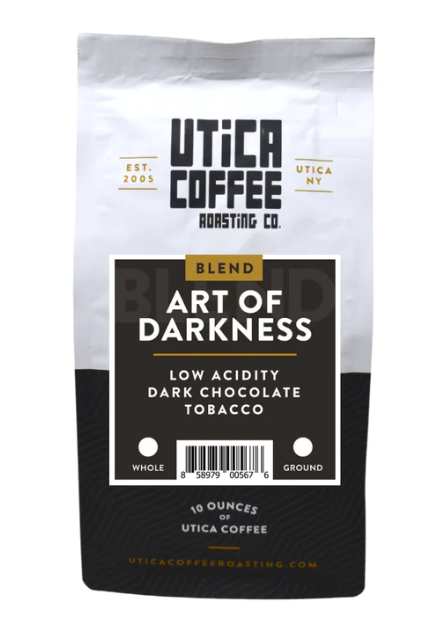 UTiCA
COFFEE
ROASTiNG CO.
EST.
2005
UTICA
NY
BLEND
BLEND
ART OF
DARKNESS
LOW ACIDITY
DARK CHOCOLATE
TOBACCO
WHOLE
8 58979 00567 6
GROUND
10 OUNCES
OF
UTICA COFFEE
UTICACOFFEEROASTING.COM